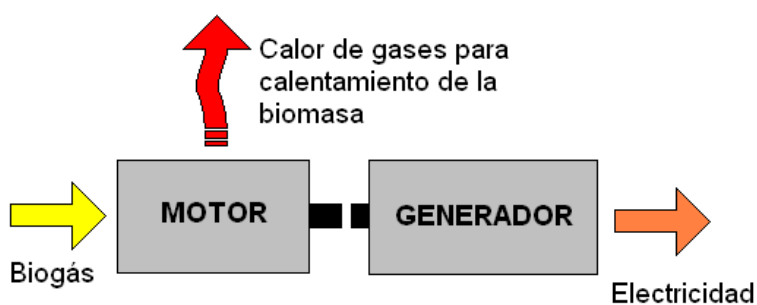 Calor de gases para
calentamiento de la
biomasa
MOTOR
GENERADOR
Biogás
Electricidad